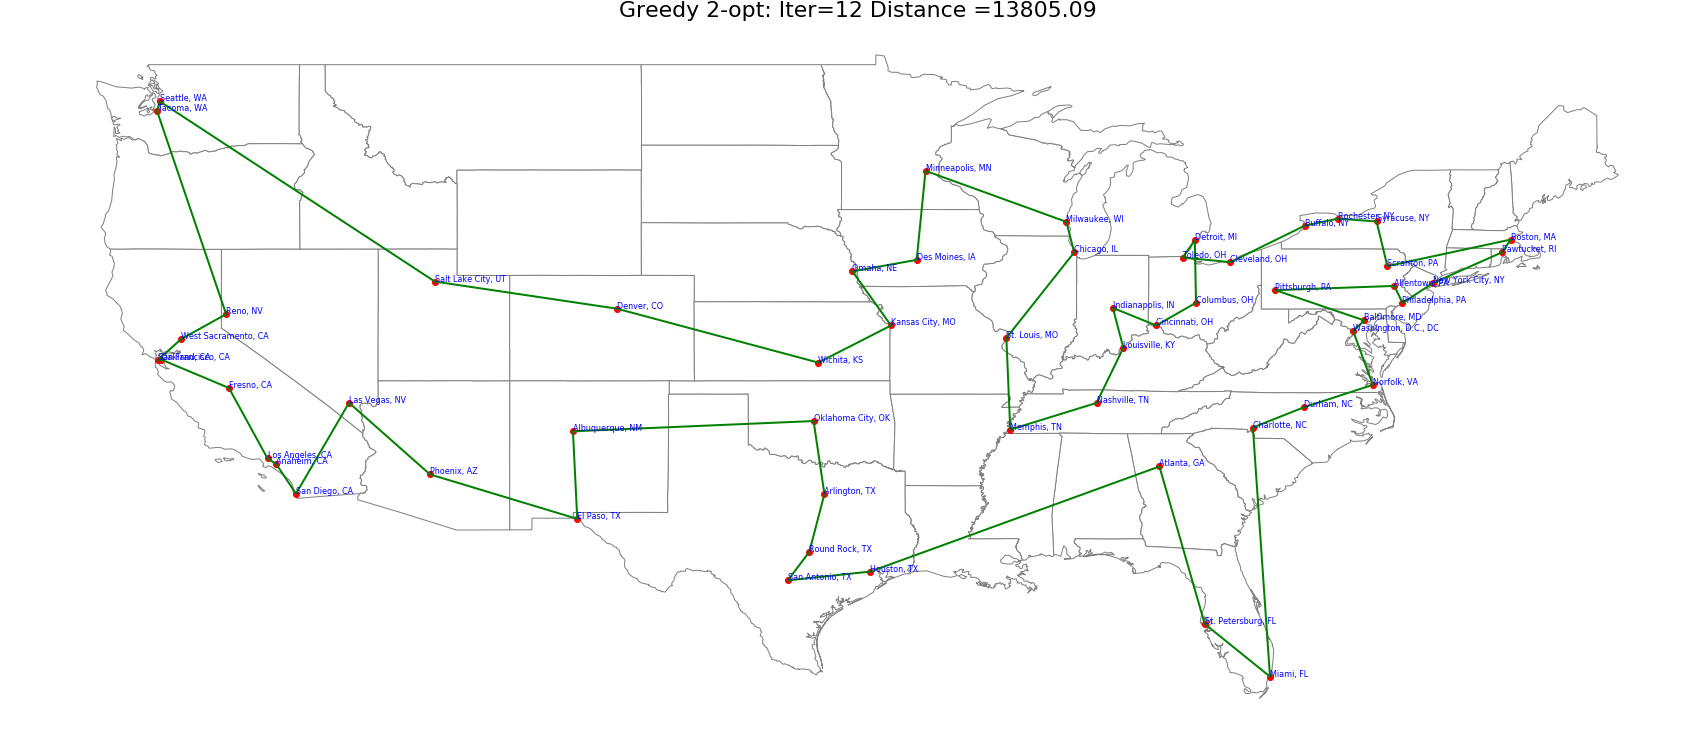 Greedy 2-opt: Iter=12 Distance =13805.09
Seattle, WA
Tacoma, WA
Minneapolis, MN
Milwaukee, WI
Rochester, NY
Syracuse, NY
Buffalo, NY
Detroit, MI
Boston, MA
Pawtucket, RI
Chicago, IL
Toledo, OH
Cleveland, OH
Des Moines, IA
Scranton, PA
Omaha, NE
Salt Lake City, UT
New York City, NY
Allentown, PA
Pittsburgh, PA
Denver, CO
Columbus, OH
Philadelphia, PA
Indianapolis, IN
Reno, NV
Kansas City, MO
Cincinnati, OH
Baltimore, MD
Washington, D.C., DC
West Sacramento, CA
St. Louis, MO
Louisville, KY
San Francisco, CA
Oakland, CA
Wichita, KS
Fresno, CA
Norfolk, VA
Las Vegas, NV
Nashville, TN
Durham, NC
Oklahoma City, OK
Albuquerque, NM
Memphis, TN
Charlotte, NC
Los Angeles, CA
Anaheim, CA
Atlanta, GA
Phoenix, AZ
San Diego, CA
Arlington, TX
El Paso, TX
Round Rock, TX
Houston, TX
San Antonio, TX
St. Petersburg, FL
Miami, FL